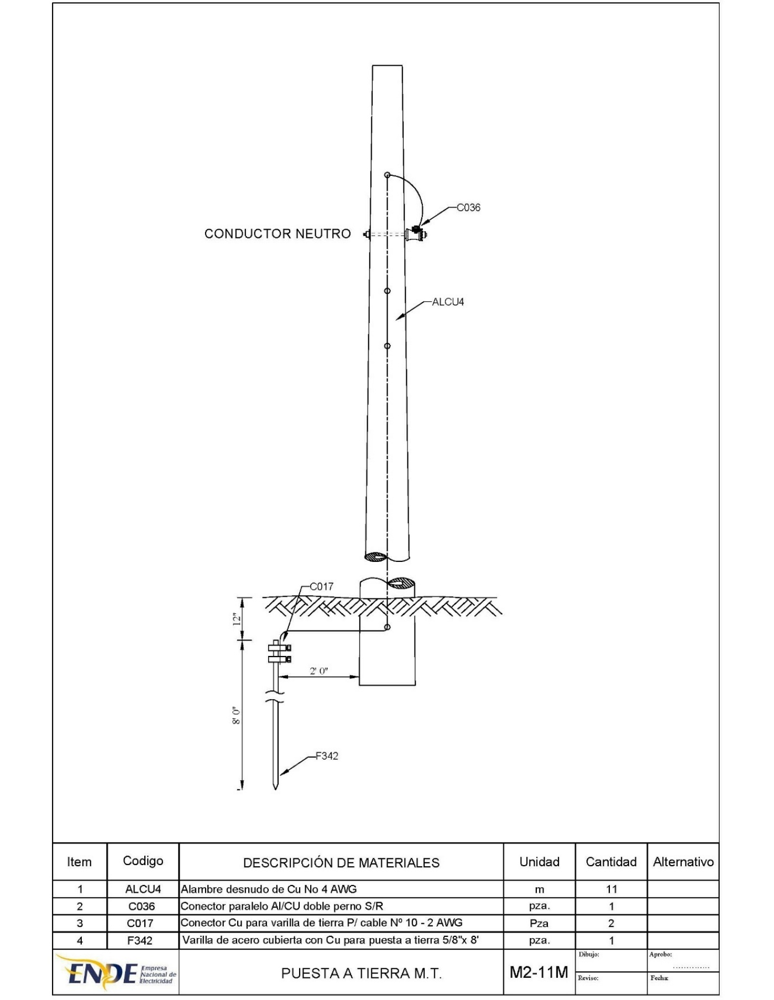 C036
CONDUCTOR NEUTRO
ALCU4
C017
12"
2' 0"
8' 0"
F342
Item Codigo DESCRIPCIÓN DE MATERIALES Unidad Cantidad Alternativo
1 ALCU4 Alambre desnudo de Cu No 4 AWG m 11
2 C036 Conector paralelo Al/CU doble perno S/R pza. 1
3 C017 Conector Cu para varilla de tierra P/ cable Nº 10 - 2 AWG Pza 2
4 F342 Varilla de acero cubierta con Cu para puesta a tierra 5/8"x 8' pza. 1
ENDE Empresa
Nacional de
Electricidad
PUESTA A TIERRA M.T.
M2-11M
Dibujo:
Aprobo:
..............
Reviso:
Fecha: